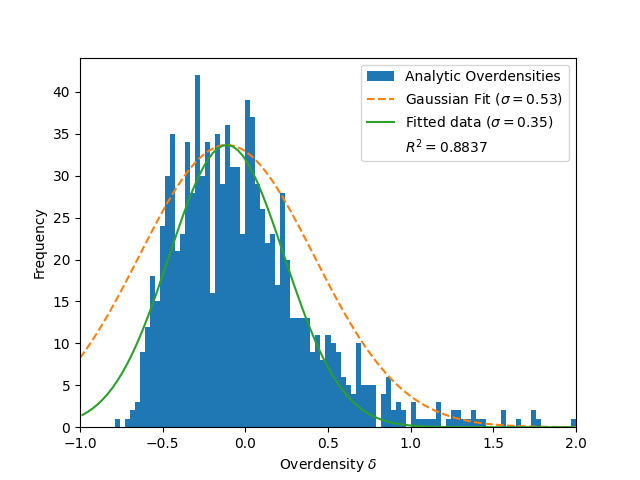 Analytic Overdensities
Gaussian Fit (σ = 0.53)
Fitted data (σ = 0.35)
R² = 0.8837
40
35
30
25
20
15
10
5
0
Frequency
−1.0 −0.5 0.0 0.5 1.0 1.5 2.0
Overdensity δ